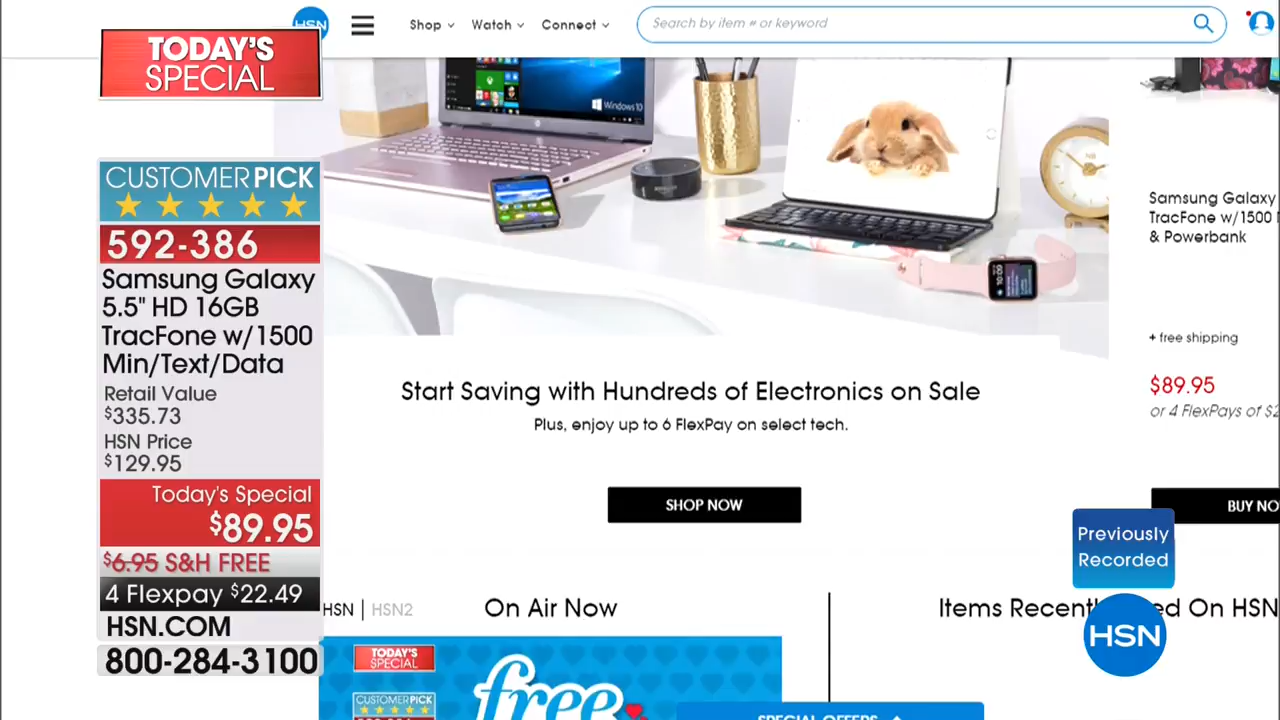 HSN
Shop
Watch
Connect
Search by item # or keyword
TODAY'S
SPECIAL
CUSTOMER PICK
592-386
Samsung Galaxy
5.5" HD 16GB
TracFone w/1500
Min/Text/Data
Retail Value
$335.73
HSN Price
$129.95
Today's Special
$89.95
$6.95 S&H FREE
4 Flexpay $22.49
HSN.COM
800-284-3100
Windows 10
10:09
Samsung Galaxy
TracFone w/1500
& Powerbank
+ free shipping
$89.95
or 4 FlexPays of $2
Start Saving with Hundreds of Electronics on Sale
Plus, enjoy up to 6 FlexPay on select tech.
SHOP NOW
BUY NO
Previously
Recorded
HSN
HSN | HSN2
On Air Now
Items Recent ed On HSN
TODAY'S
SPECIAL
CUSTOMER PICK
free
SPECIAL OFFERS